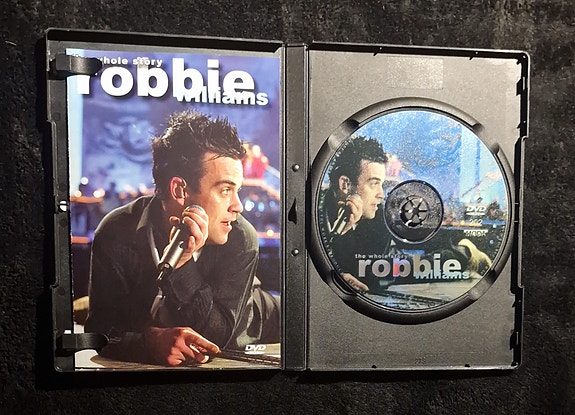 the whole story
robbie
williams
DVD
DVD
the whole story
robbie
williams